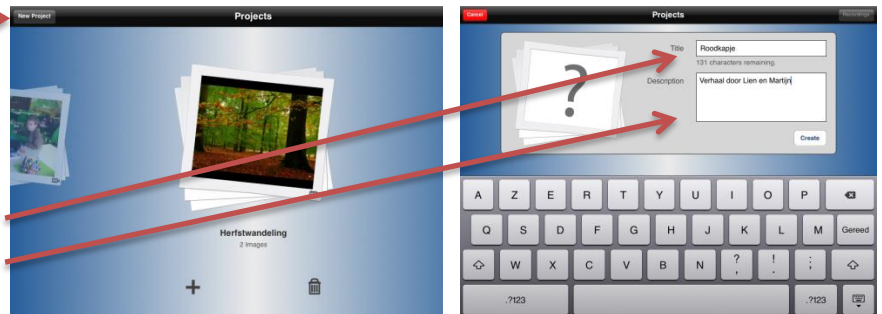 New Project
Projects
Herfstwandeling
2 Images
Cancel
Projects
Recordings
Title
Roodkapje
131 characters remaining.
Description
Verhaal door Lien en Martijn
Create
A Z E R T Y U I O P
Q S D F G H J K L M Gereed
W X C V B N ? , ! . : ;
.?123 .?123